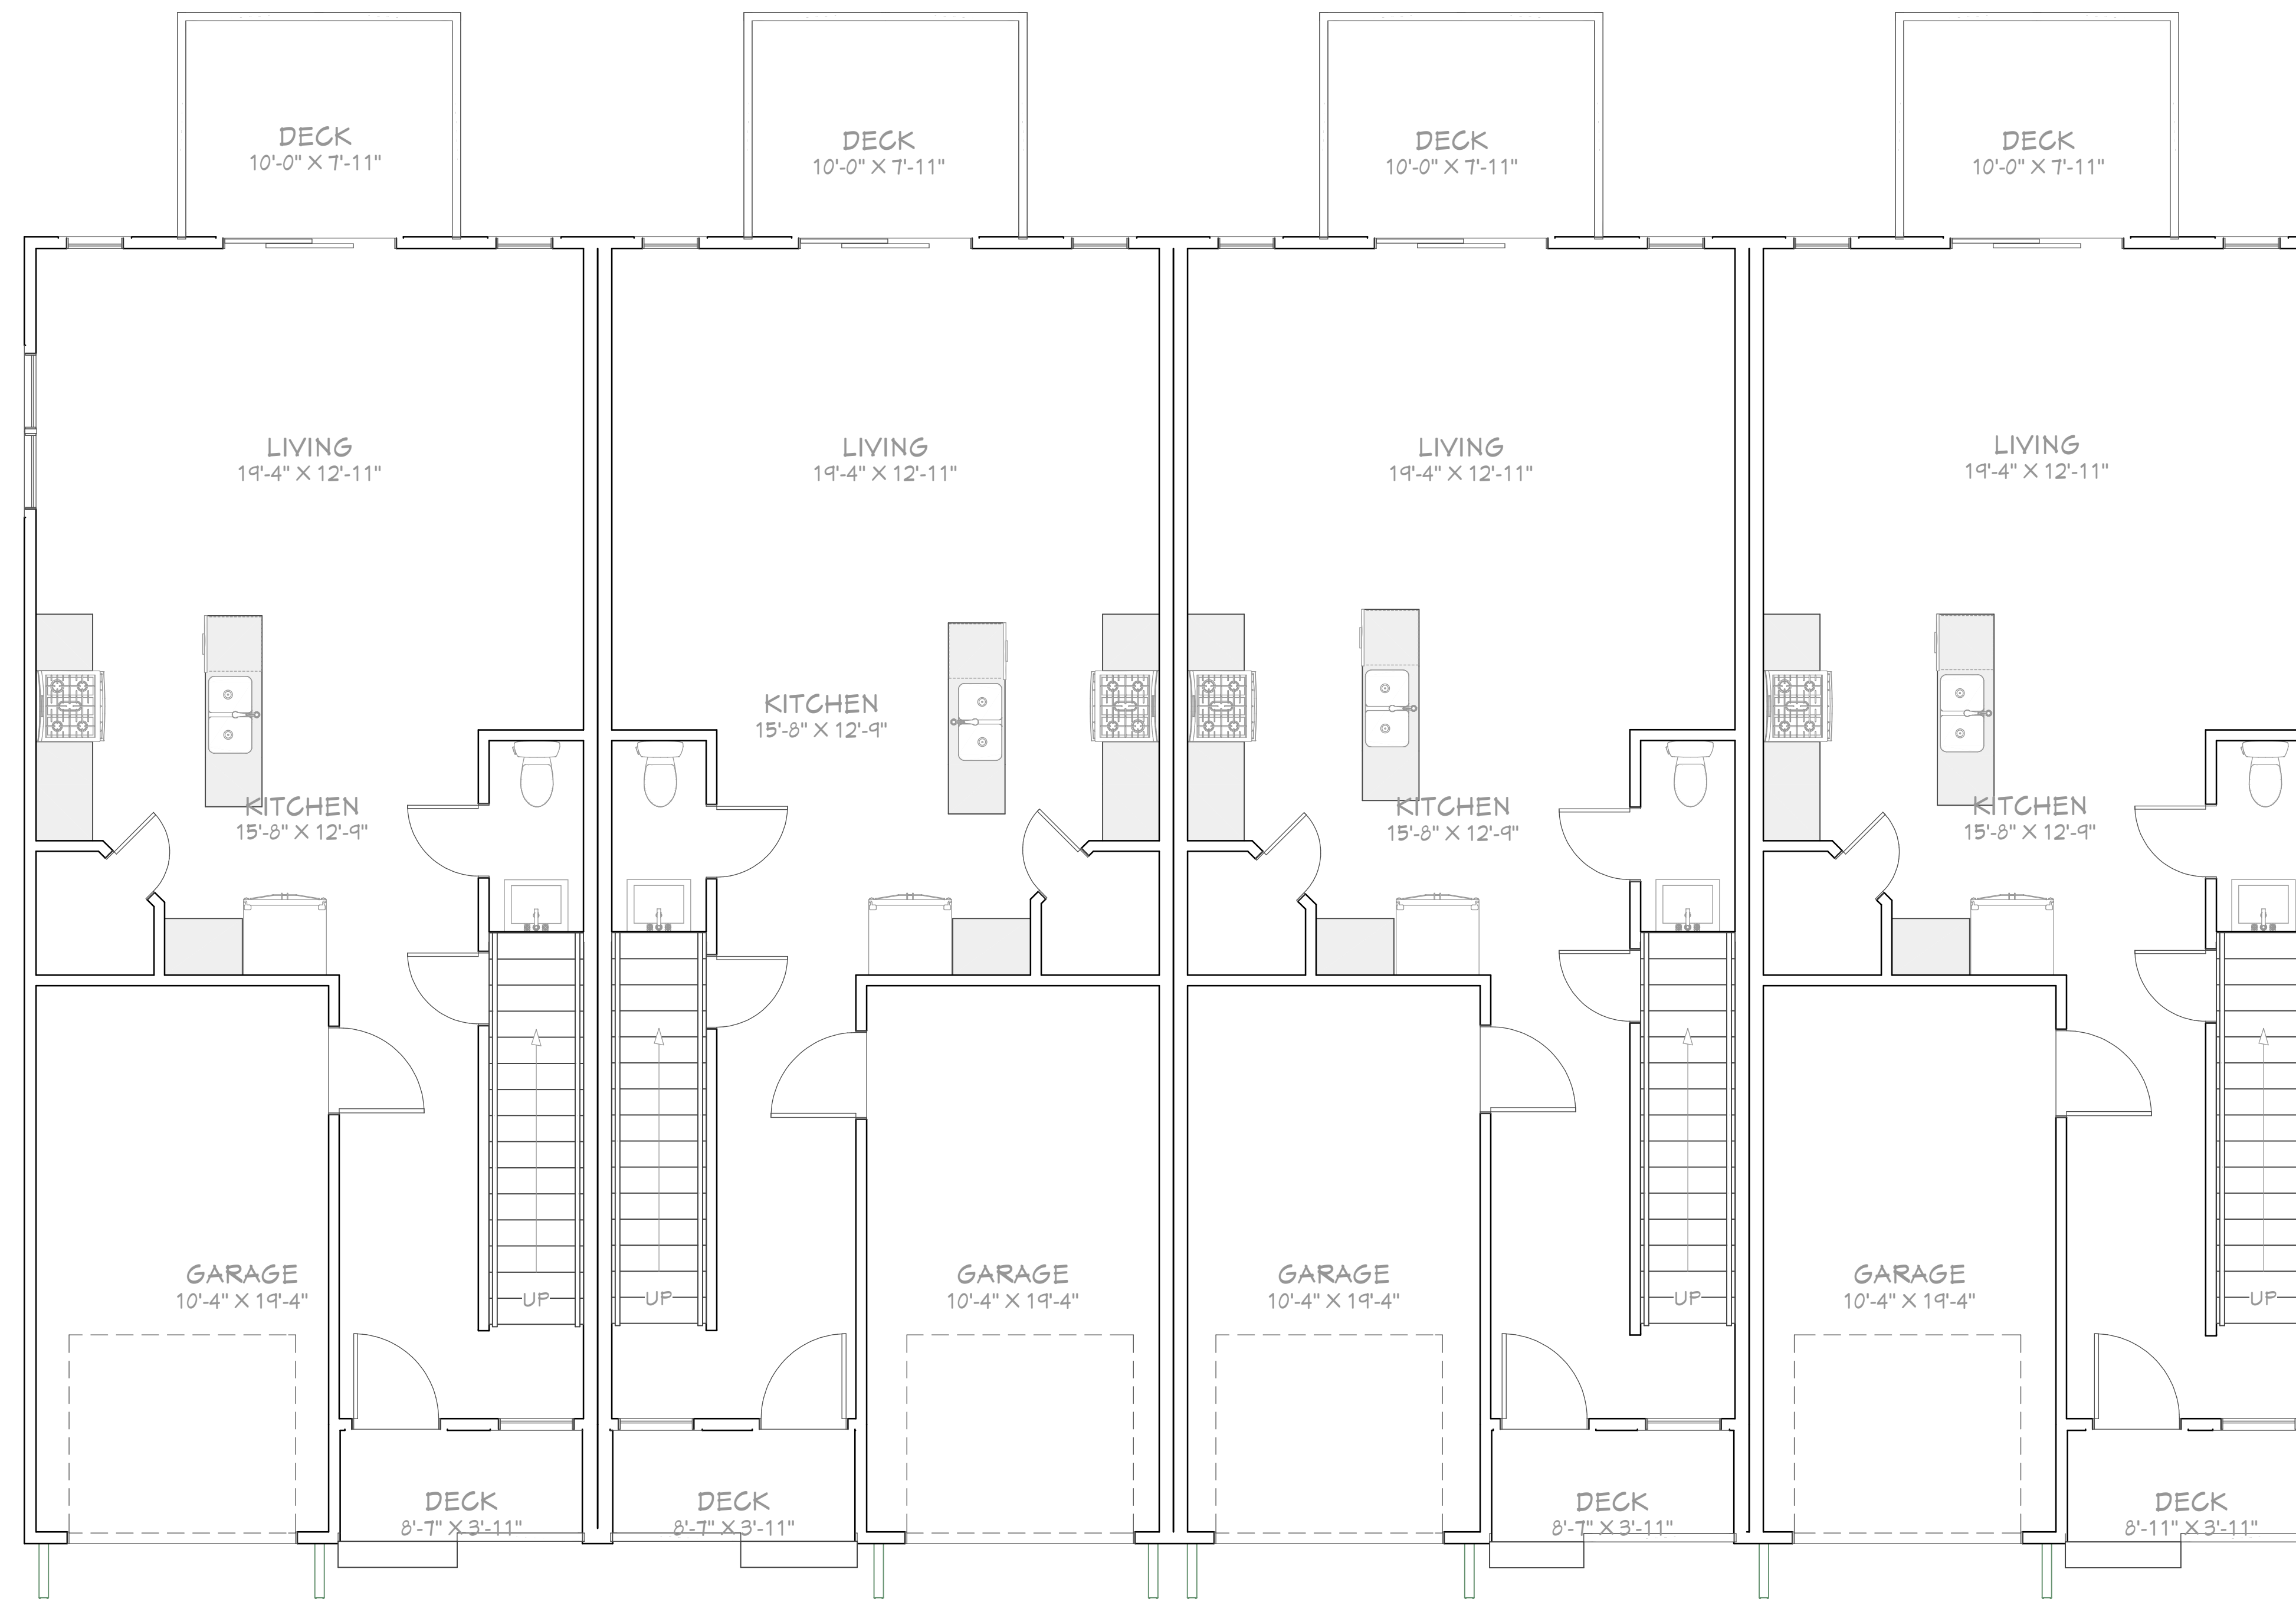 DECK
10'-0" X 7'-11"
DECK
10'-0" X 7'-11"
DECK
10'-0" X 7'-11"
DECK
10'-0" X 7'-11"
LIVING
19'-4" X 12'-11"
LIVING
19'-4" X 12'-11"
LIVING
19'-4" X 12'-11"
LIVING
19'-4" X 12'-11"
KITCHEN
15'-8" X 12'-9"
KITCHEN
15'-8" X 12'-9"
KITCHEN
15'-8" X 12'-9"
KITCHEN
15'-8" X 12'-9"
GARAGE
10'-4" X 19'-4"
UP
UP
GARAGE
10'-4" X 19'-4"
GARAGE
10'-4" X 19'-4"
UP
GARAGE
10'-4" X 19'-4"
UP
DECK
8'-7" X 3'-11"
DECK
8'-7" X 3'-11"
DECK
8'-7" X 3'-11"
DECK
8'-11" X 3'-11"